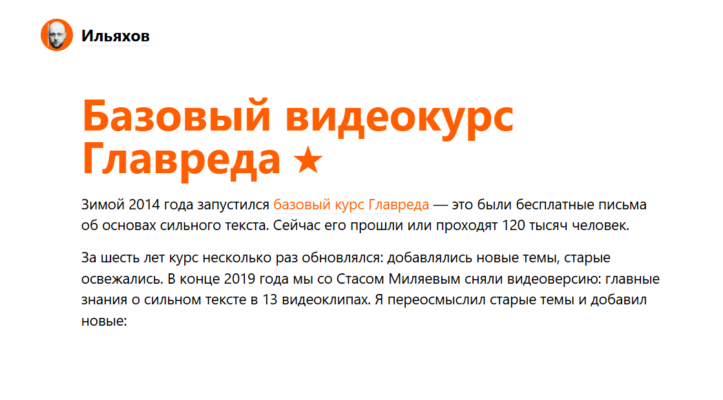 Ильяхов
Базовый видеокурс
Главреда ★
Зимой 2014 года запустился базовый курс Главреда — это были бесплатные письма
об основах сильного текста. Сейчас его прошли или проходят 120 тысяч человек.
За шесть лет курс несколько раз обновлялся: добавлялись новые темы, старые
освежались. В конце 2019 года мы со Стасом Миляевым сняли видеоверсию: главные
знания о сильном тексте в 13 видеоклипах. Я переосмыслил старые темы и добавил
новые: